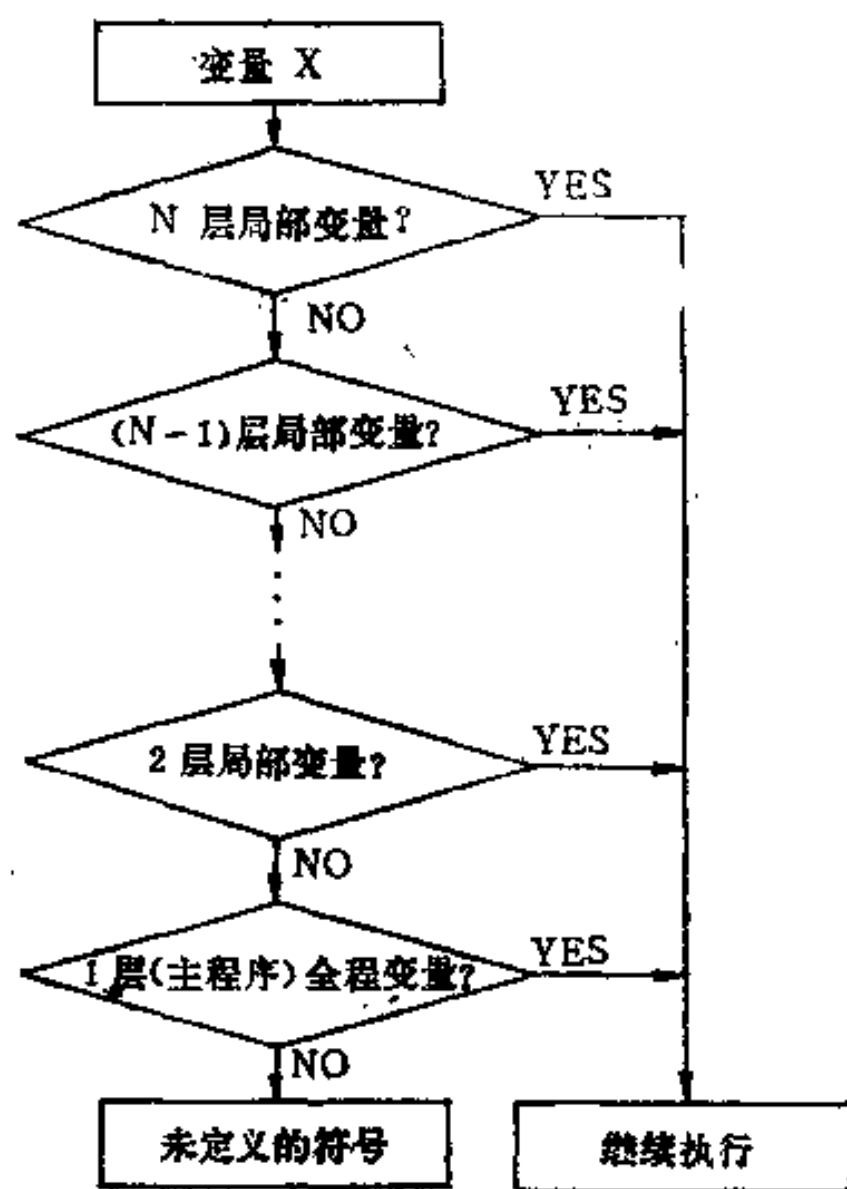 变量 X
N 层局部变量?
YES
NO
(N-1)层局部变量?
YES
NO
2 层局部变量?
YES
NO
1 层(主程序)全程变量?
YES
NO
未定义的符号
继续执行